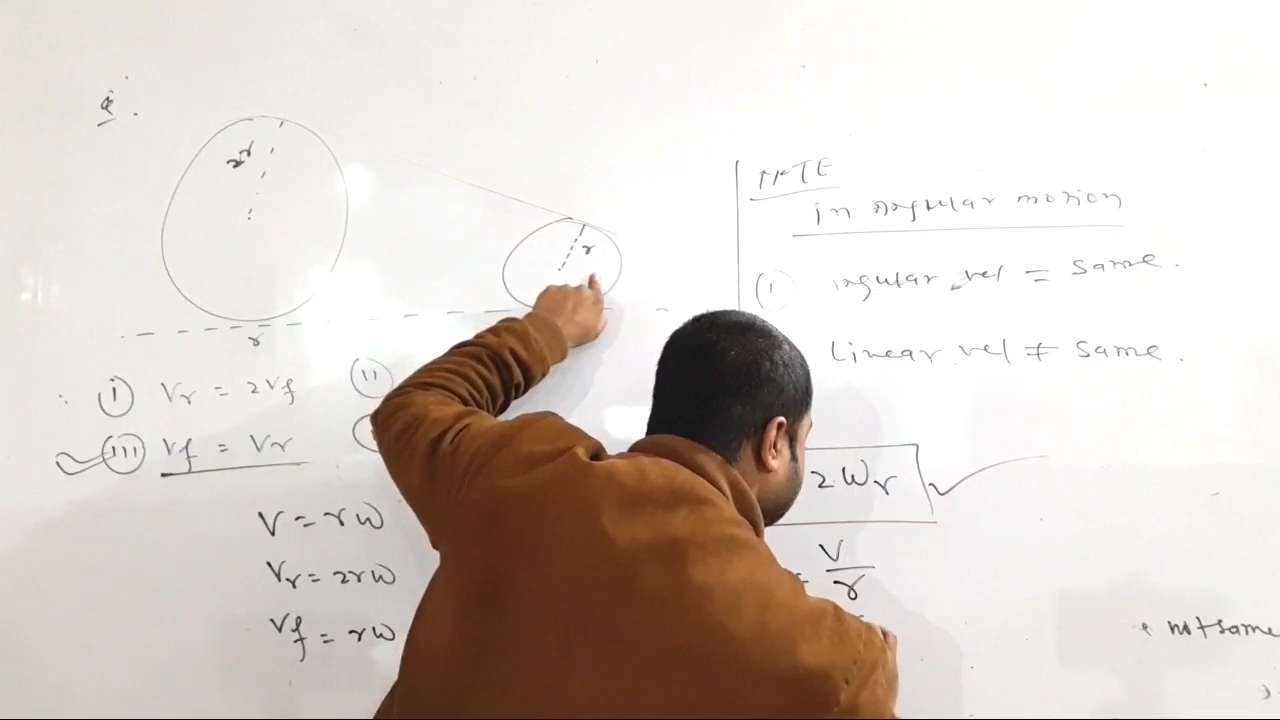 Q.
2r
r
r
(i) Vr = 2Vf
(ii)
(iii) Vf = Vr
V = rω
Vr = 2rω
Vf = rω
in Angular motion
(1) Angular vel = Same.
Linear vel ≠ Same.
2ωr
= V/r
not same